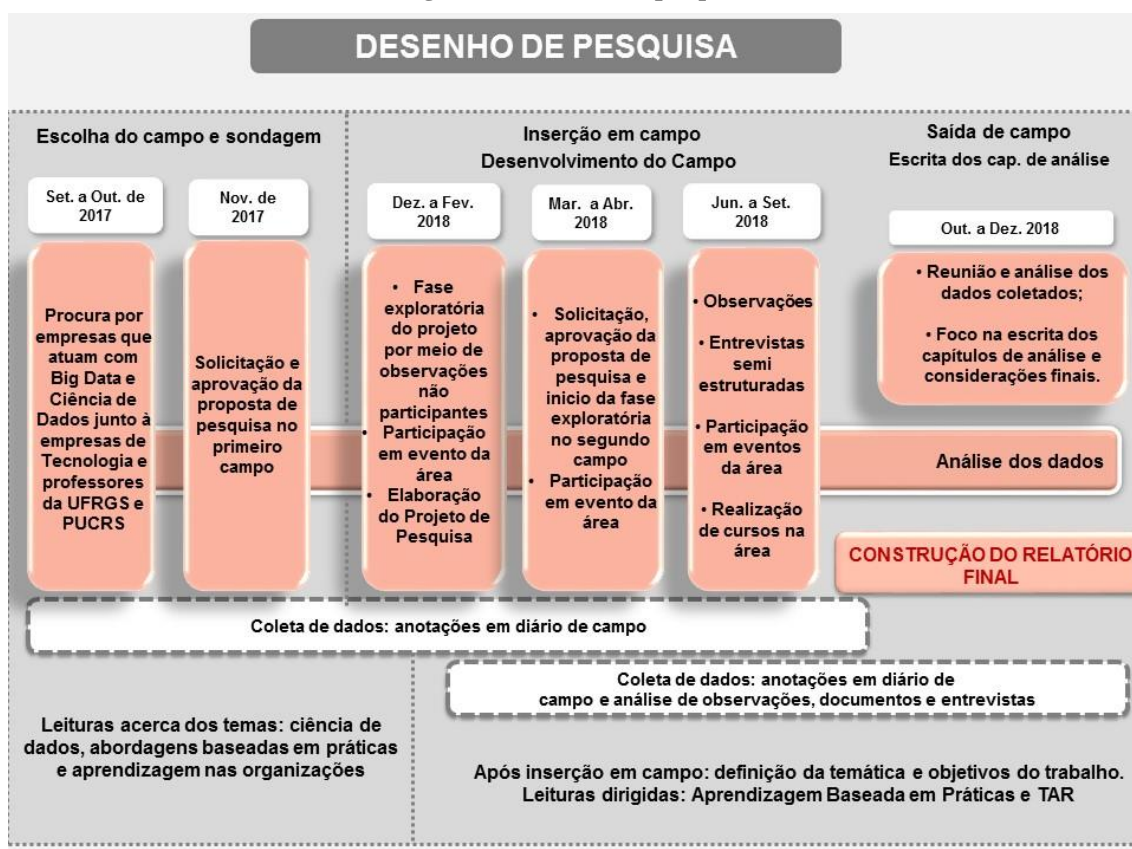 DESENHO DE PESQUISA
Escolha do campo e sondagem
Set. a Out. de
2017
Nov. de
2017
Procura por
empresas que
atuam com
Big Data e
Ciência de
Dados junto à
empresas de
Tecnologia e
professores
da UFRGS e
PUCRS
Solicitação e
aprovação da
proposta de
pesquisa no
primeiro
campo
Inserção em campo
Desenvolvimento do Campo
Dez. a Fev.
2018
Mar. a Abr.
2018
Jun. a Set.
2018
• Fase
exploratória
do projeto
por meio de
observações
não
participantes
• Participação
em evento da
área
• Elaboração
do Projeto de
Pesquisa
• Solicitação,
aprovação da
proposta de
pesquisa e
inicio da fase
exploratória
no segundo
campo
• Participação
em evento da
área
• Observações
• Entrevistas
semi
estruturadas
• Participação
em eventos
da área
• Realização
de cursos na
área
Saída de campo
Escrita dos cap. de análise
Out. a Dez. 2018
• Reunião e análise dos
dados coletados;
• Foco na escrita dos
capítulos de análise e
considerações finais.
Análise dos dados
CONSTRUÇÃO DO RELATÓRIO
FINAL
Coleta de dados: anotações em diário de campo
Coleta de dados: anotações em diário de
campo e análise de observações, documentos e entrevistas
Leituras acerca dos temas: ciência de
dados, abordagens baseadas em práticas
e aprendizagem nas organizações
Após inserção em campo: definição da temática e objetivos do trabalho.
Leituras dirigidas: Aprendizagem Baseada em Práticas e TAR